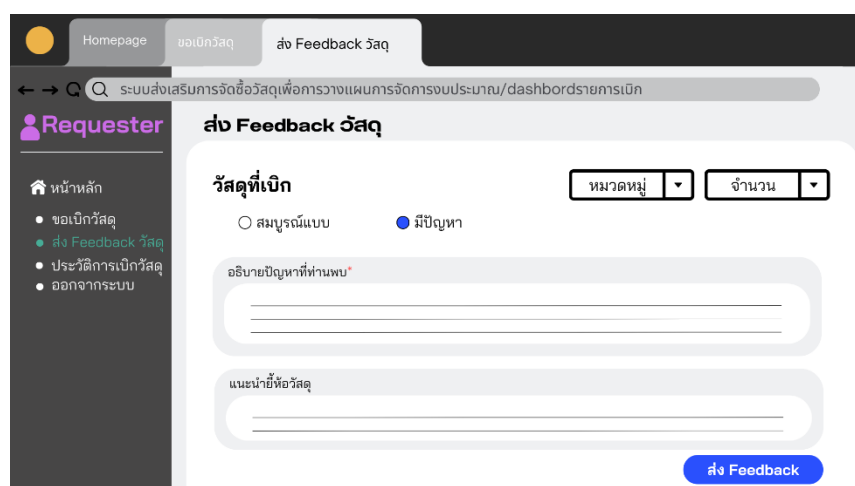 Homepage
ขอเบิกวัสดุ
ส่ง Feedback วัสดุ
ระบบส่งเสริมการจัดซื้อวัสดุเพื่อการวางแผนการจัดการงบประมาณ/dashbordรายการเบิก
Requester
ส่ง Feedback วัสดุ
หน้าหลัก
ขอเบิกวัสดุ
ส่ง Feedback วัสดุ
ประวัติการเบิกวัสดุ
ออกจากระบบ
วัสดุที่เบิก
หมวดหมู่
จำนวน
สมบูรณ์แบบ
มีปัญหา
อธิบายปัญหาที่ท่านพบ*
แนะนำยี้ห้อวัสดุ
ส่ง Feedback